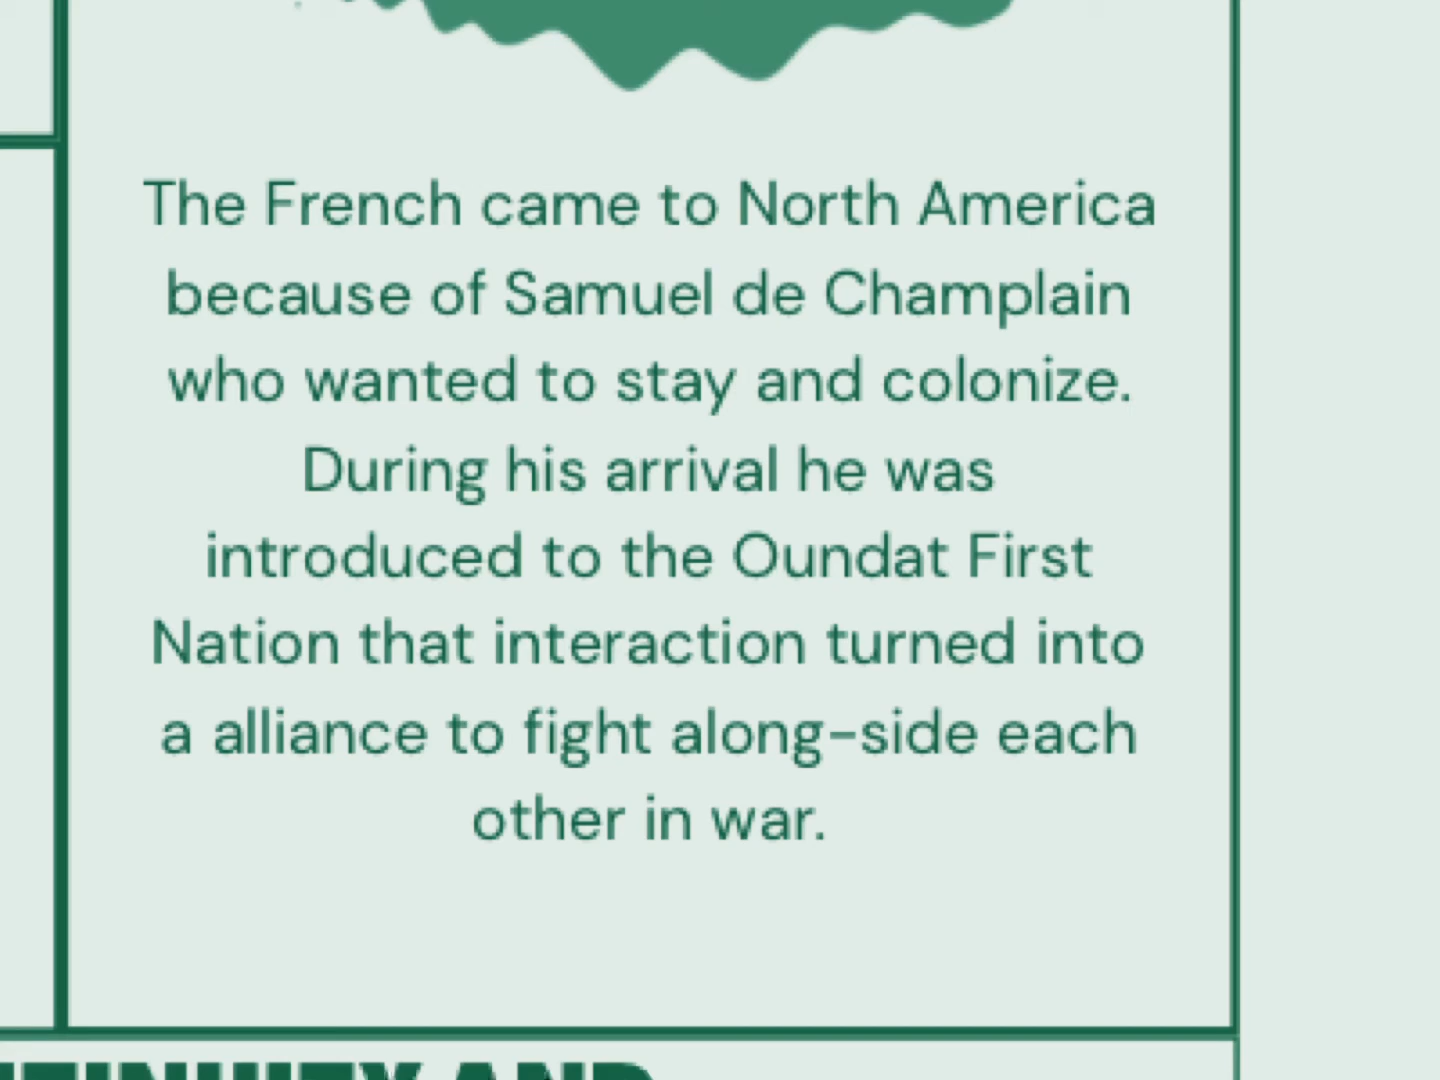 The French came to North America
because of Samuel de Champlain
who wanted to stay and colonize.
During his arrival he was
introduced to the Oundat First
Nation that interaction turned into
a alliance to fight along-side each
other in war.
AND